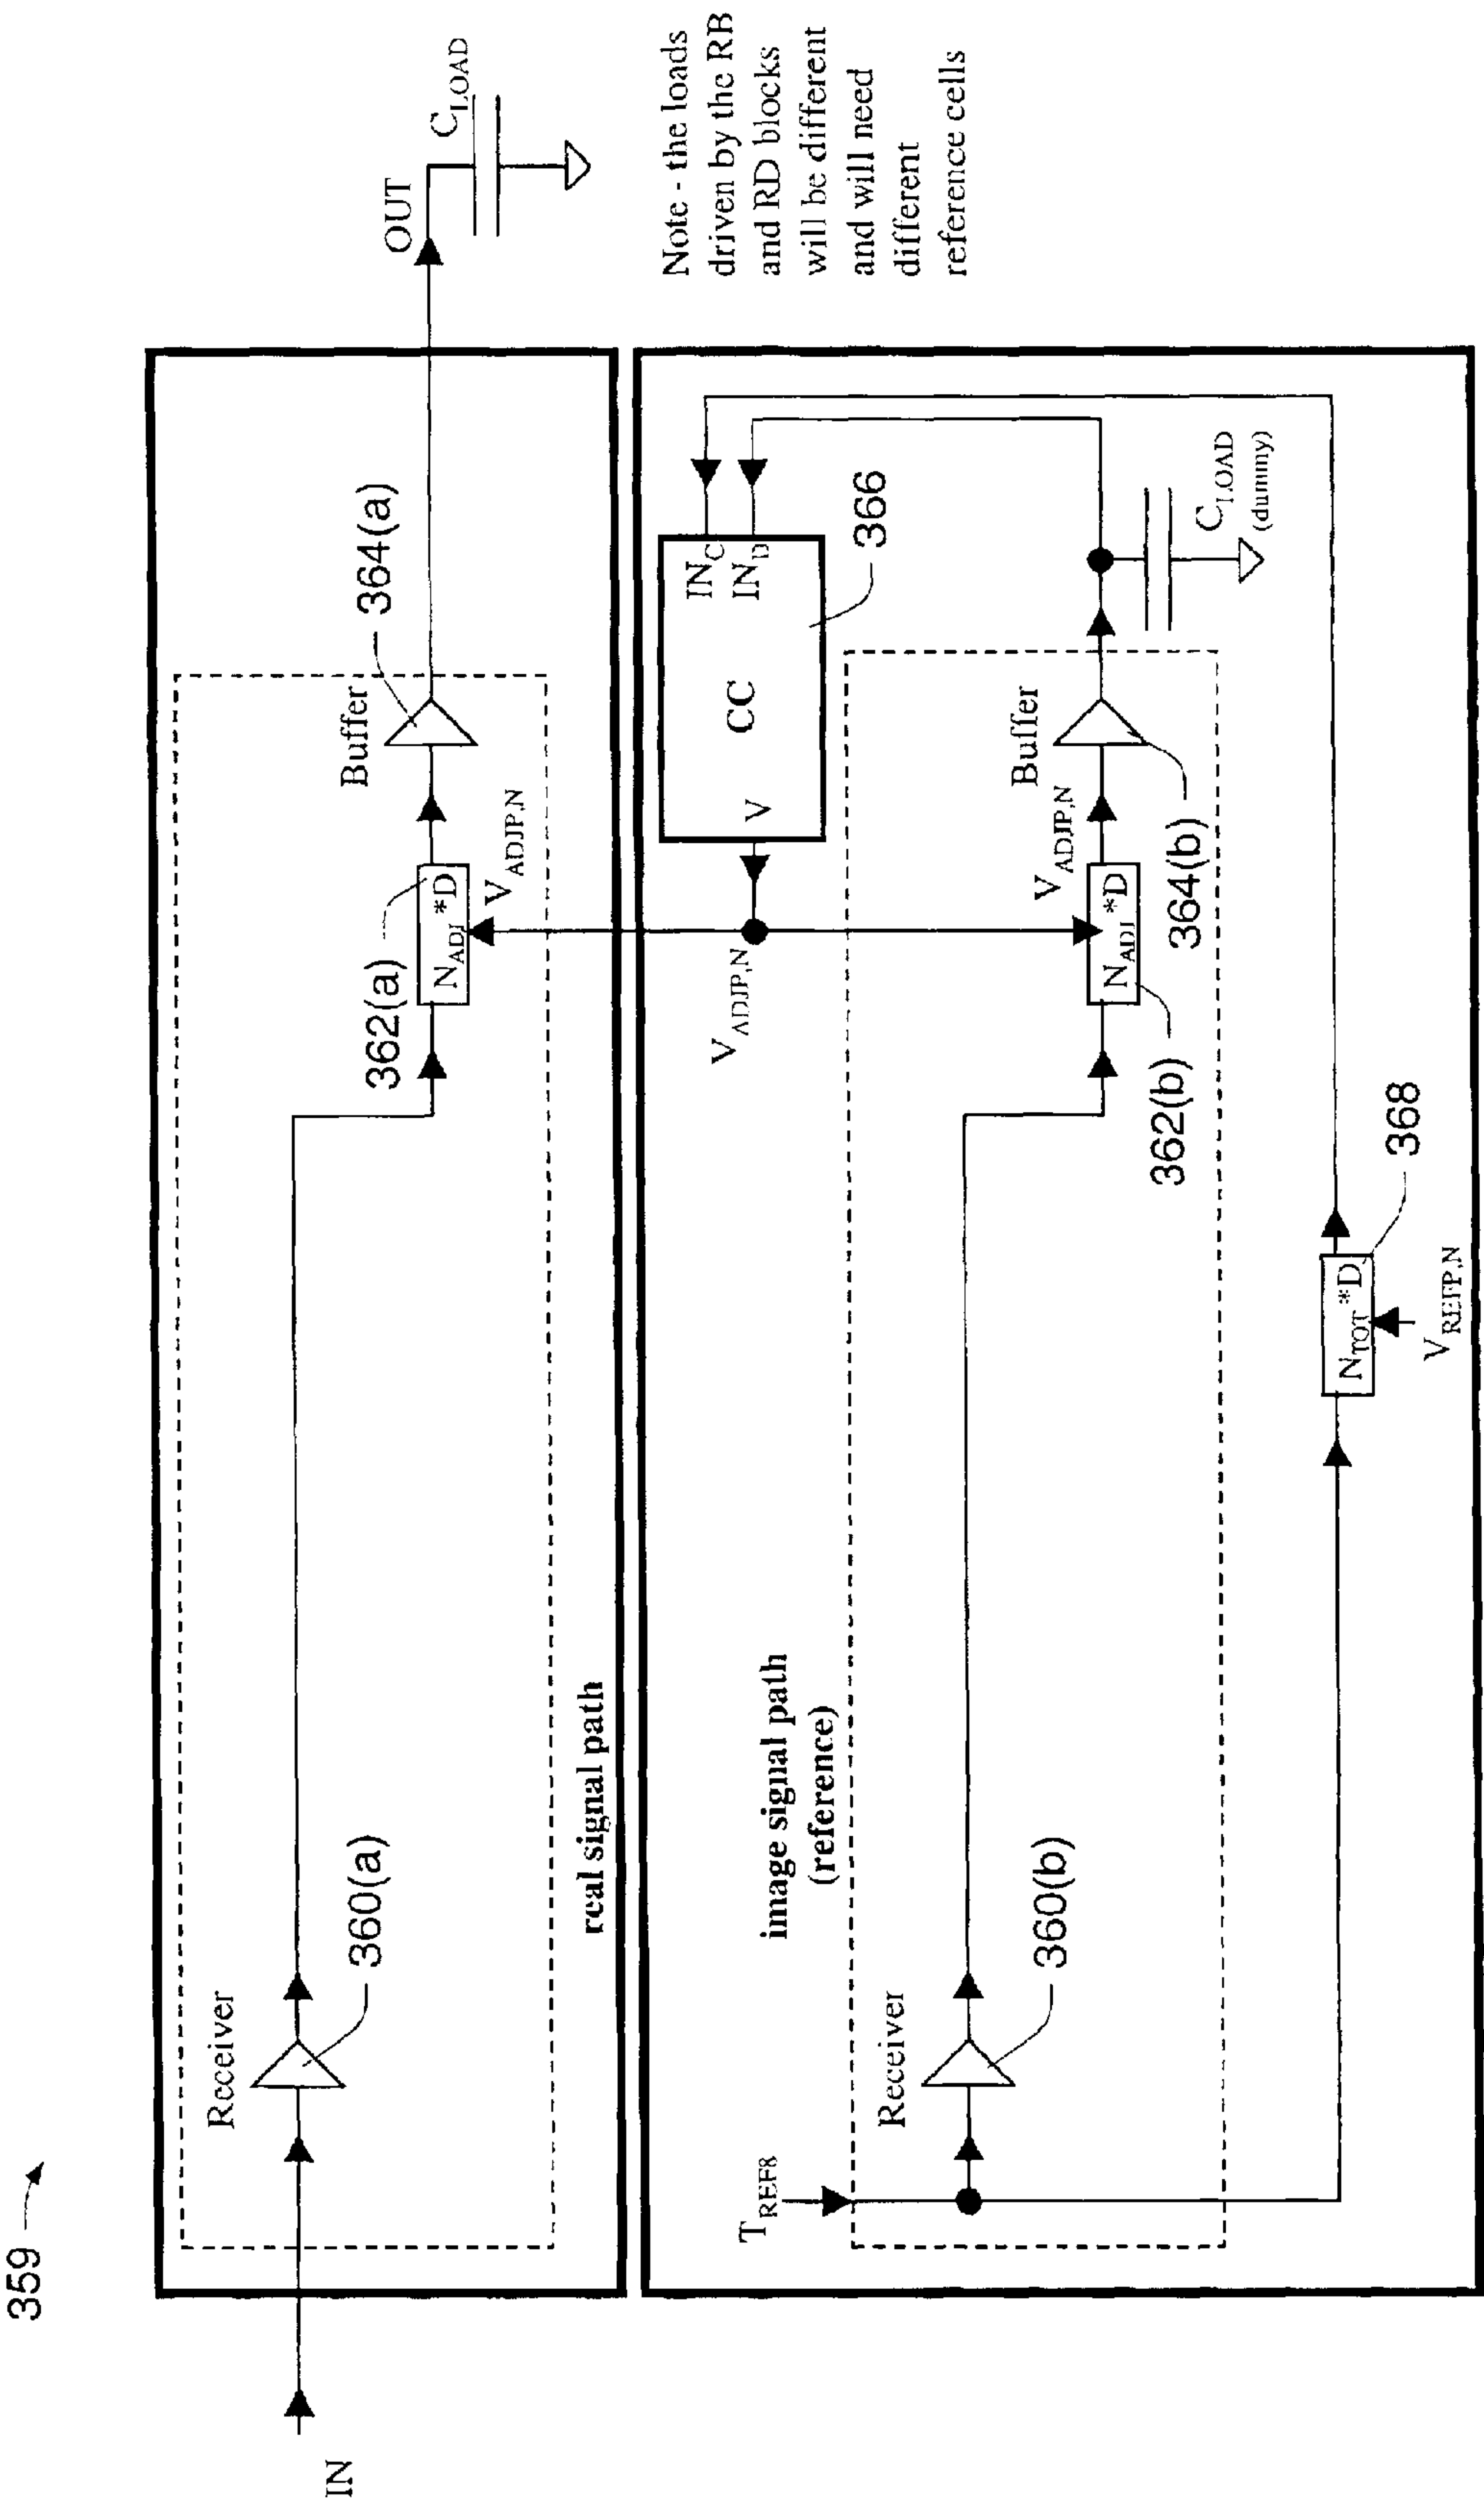 359
IN
Receiver
360(a)
362(a)
N_ADJ *D
V_ADJP,N
Buffer
364(a)
OUT
C_LOAD
real signal path
Note - the loads
driven by the RB
and RD blocks
will be different
and will need
different
reference cells
image signal path
(reference)
T_REF8
Receiver
360(b)
V_ADJP,N
V
CC
IN_C
IN_D
366
362(b)
N_ADJ *D
V_ADJP,N
Buffer
364(b)
C_LOAD
(dummy)
N_TOT *D
368
V_REFP,N